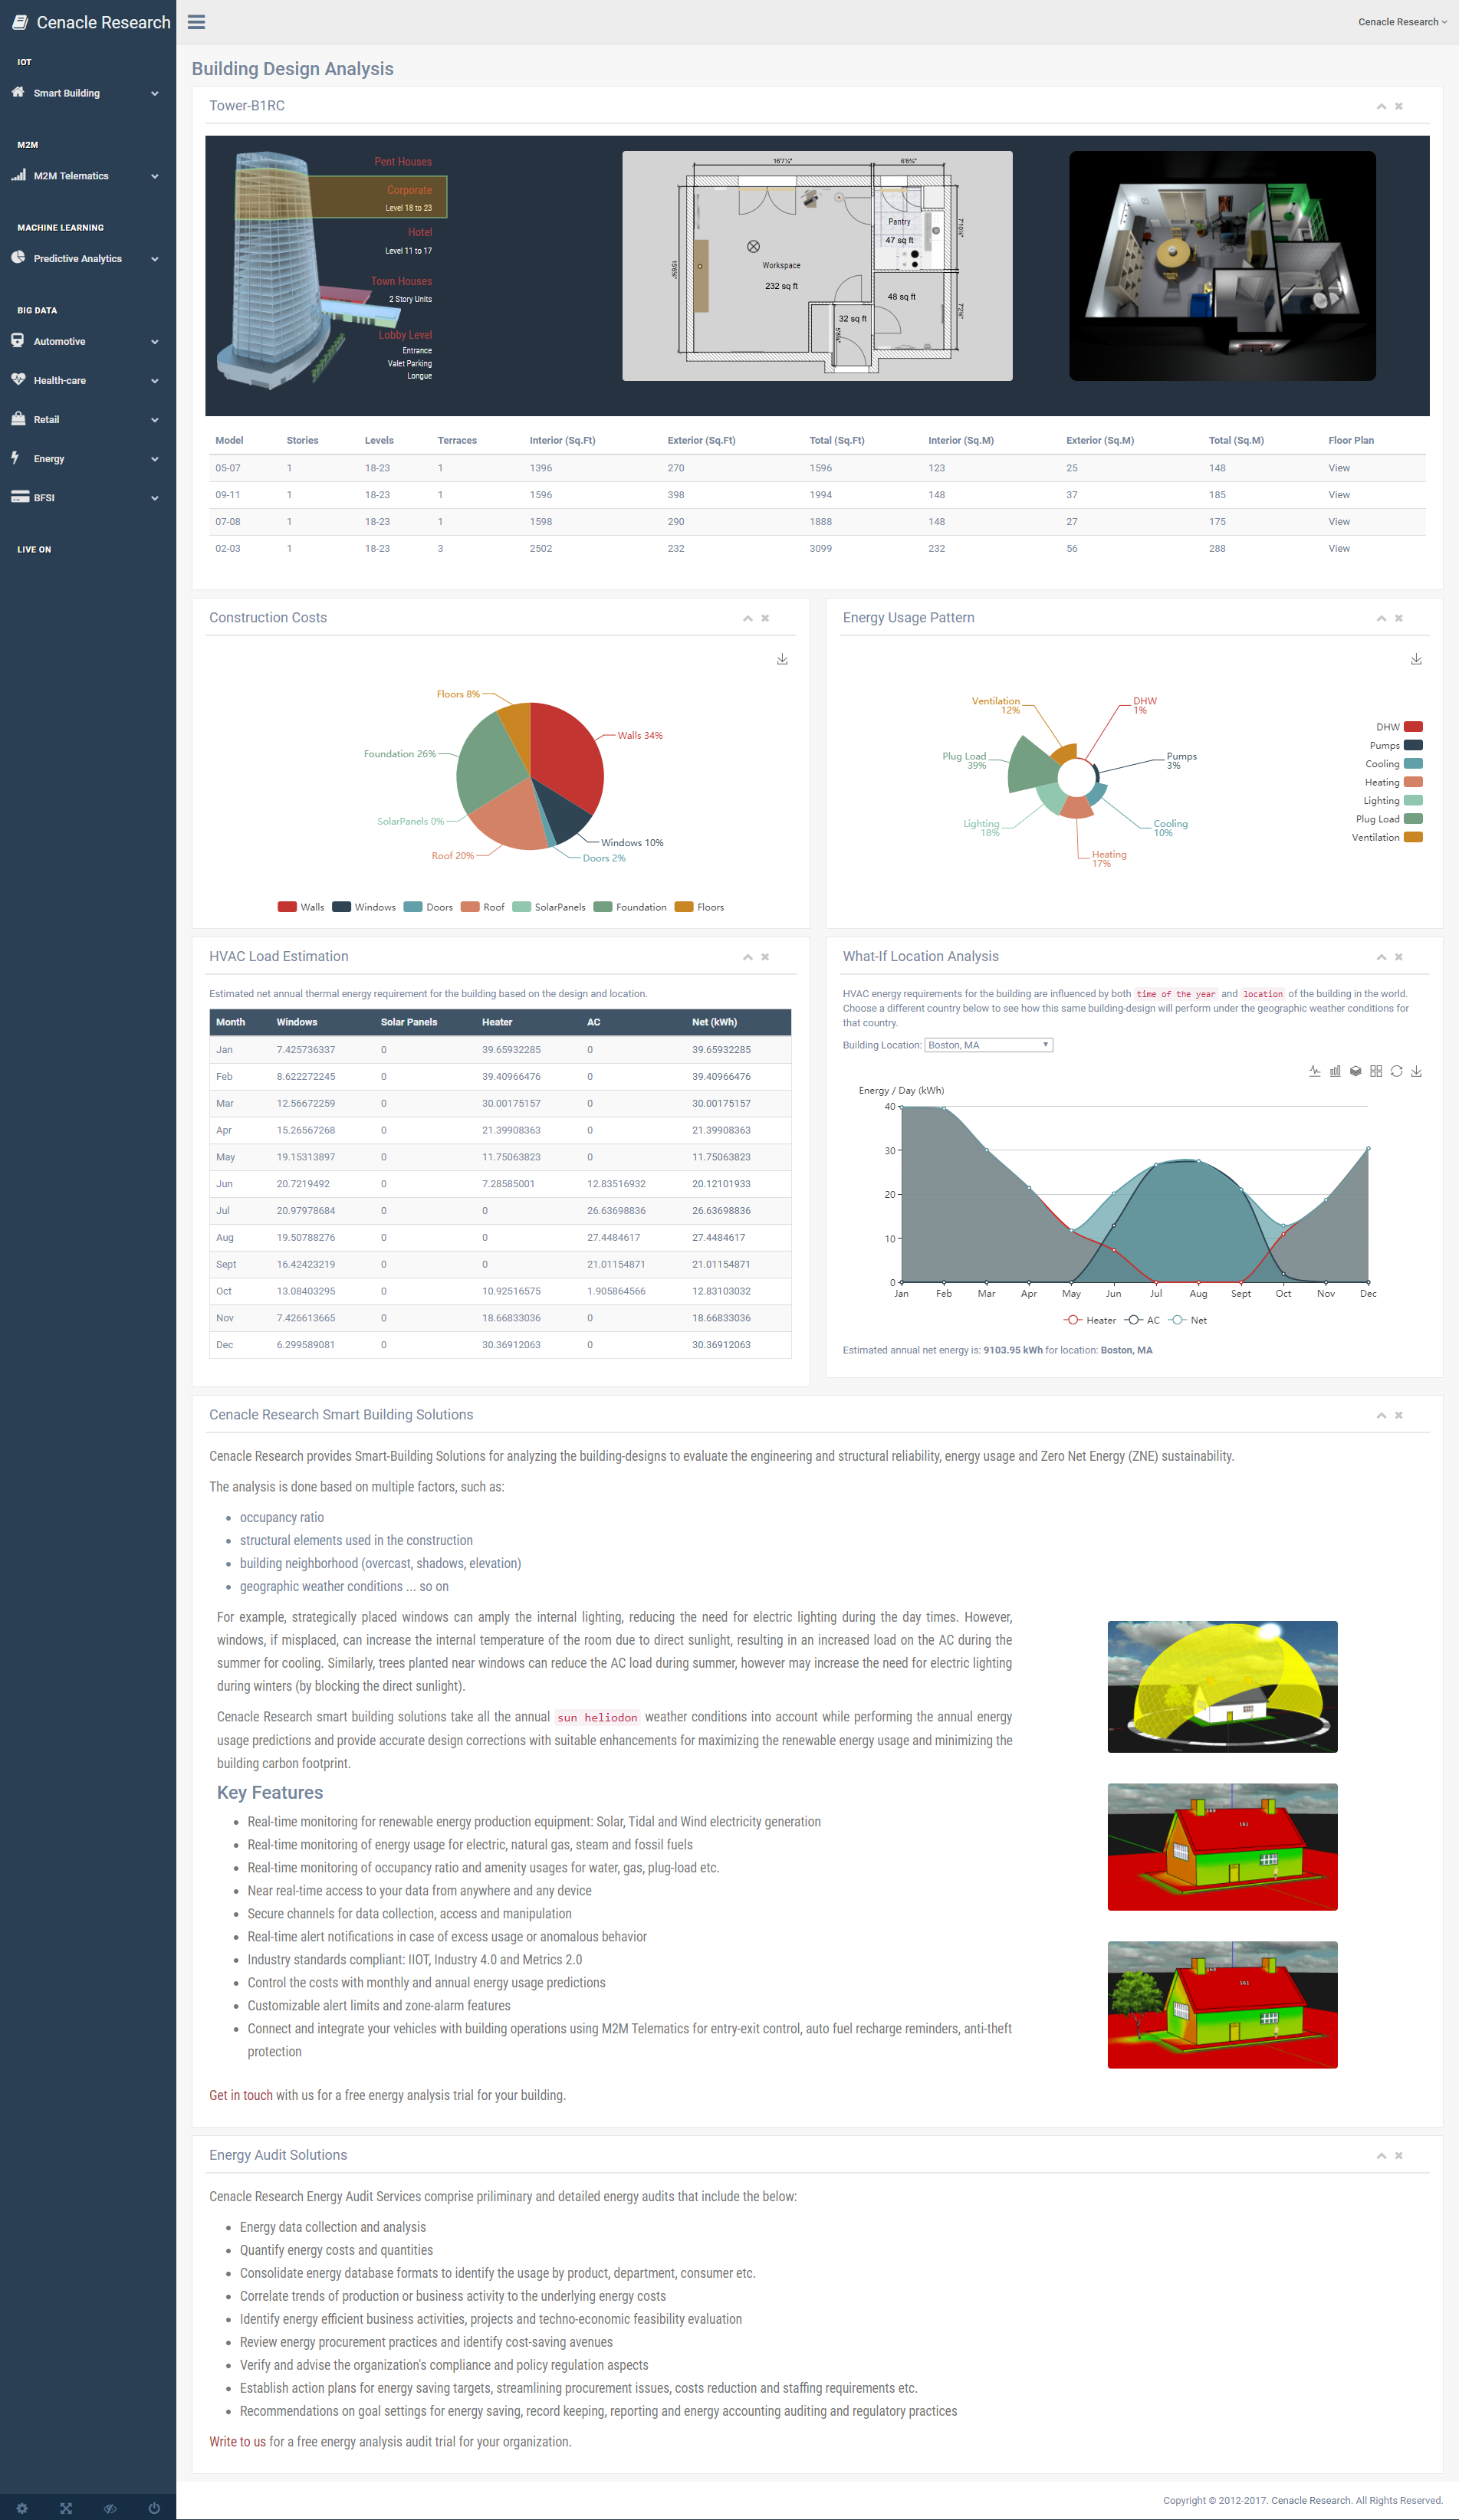 Cenacle Research
Cenacle Research
IOT
Smart Building
M2M
M2M Telematics
MACHINE LEARNING
Predictive Analytics
BIG DATA
Automotive
Health-care
Retail
Energy
BFSI
LIVE ON
Building Design Analysis
Tower-B1RC
Pent Houses
Corporate
Level 18 to 23
Hotel
Level 11 to 17
Town Houses
2 Story Units
Lobby Level
Entrance
Valet Parking
Longue
Pantry
47 sq ft
Workspace
232 sq ft
48 sq ft
32 sq ft
Model Stories Levels Terraces Interior (Sq.Ft) Exterior (Sq.Ft) Total (Sq.Ft) Interior (Sq.M) Exterior (Sq.M) Total (Sq.M) Floor Plan
05-07 1 18-23 1 1396 270 1596 123 25 148 View
09-11 1 18-23 1 1596 398 1994 148 37 185 View
07-08 1 18-23 1 1598 290 1888 148 27 175 View
02-03 1 18-23 3 2502 232 3099 232 56 288 View
Construction Costs
Floors 8%
Walls 34%
Foundation 26%
SolarPanels 0%
Windows 10%
Roof 20%
Doors 2%
Walls Windows Doors Roof SolarPanels Foundation Floors
Energy Usage Pattern
Ventilation
12%
DHW
1%
Plug Load
39%
Pumps
3%
Lighting
18%
Cooling
10%
Heating
17%
DHW
Pumps
Cooling
Heating
Lighting
Plug Load
Ventilation
HVAC Load Estimation
Estimated net annual thermal energy requirement for the building based on the design and location.
Month Windows Solar Panels Heater AC Net (kWh)
Jan 7.425736337 0 39.65932285 0 39.65932285
Feb 8.622272245 0 39.40966476 0 39.40966476
Mar 12.56672259 0 30.00175157 0 30.00175157
Apr 15.26567268 0 21.39908363 0 21.39908363
May 19.15313897 0 11.75063823 0 11.75063823
Jun 20.7219492 0 7.28585001 12.83516932 20.12101933
Jul 20.97978684 0 0 26.63698836 26.63698836
Aug 19.50788276 0 0 27.4484617 27.4484617
Sept 16.42423219 0 0 21.01154871 21.01154871
Oct 13.08403295 0 10.92516575 1.905864566 12.83103032
Nov 7.426613665 0 18.66833036 0 18.66833036
Dec 6.299589081 0 30.36912063 0 30.36912063
What-If Location Analysis
HVAC energy requirements for the building are influenced by both time of the year and location of the building in the world.
Choose a different country below to see how this same building-design will perform under the geographic weather conditions for
that country.
Building Location: Boston, MA
Energy / Day (kWh)
40
30
20
10
0
Jan Feb Mar Apr May Jun Jul Aug Sept Oct Nov Dec
Heater AC Net
Estimated annual net energy is: 9103.95 kWh for location: Boston, MA
Cenacle Research Smart Building Solutions
Cenacle Research provides Smart-Building Solutions for analyzing the building-designs to evaluate the engineering and structural reliability, energy usage and Zero Net Energy (ZNE) sustainability.
The analysis is done based on multiple factors, such as:
occupancy ratio
structural elements used in the construction
building neighborhood (overcast, shadows, elevation)
geographic weather conditions ... so on
For example, strategically placed windows can amply the internal lighting, reducing the need for electric lighting during the day times. However,
windows, if misplaced, can increase the internal temperature of the room due to direct sunlight, resulting in an increased load on the AC during the
summer for cooling. Similarly, trees planted near windows can reduce the AC load during summer, however may increase the need for electric lighting
during winters (by blocking the direct sunlight).
Cenacle Research smart building solutions take all the annual sun heliodon weather conditions into account while performing the annual energy
usage predictions and provide accurate design corrections with suitable enhancements for maximizing the renewable energy usage and minimizing the
building carbon footprint.
Key Features
Real-time monitoring for renewable energy production equipment: Solar, Tidal and Wind electricity generation
Real-time monitoring of energy usage for electric, natural gas, steam and fossil fuels
Real-time monitoring of occupancy ratio and amenity usages for water, gas, plug-load etc.
Near real-time access to your data from anywhere and any device
Secure channels for data collection, access and manipulation
Real-time alert notifications in case of excess usage or anomalous behavior
Industry standards compliant: IIOT, Industry 4.0 and Metrics 2.0
Control the costs with monthly and annual energy usage predictions
Customizable alert limits and zone-alarm features
Connect and integrate your vehicles with building operations using M2M Telematics for entry-exit control, auto fuel recharge reminders, anti-theft
protection
161
161
Get in touch with us for a free energy analysis trial for your building.
Energy Audit Solutions
Cenacle Research Energy Audit Services comprise priliminary and detailed energy audits that include the below:
Energy data collection and analysis
Quantify energy costs and quantities
Consolidate energy database formats to identify the usage by product, department, consumer etc.
Correlate trends of production or business activity to the underlying energy costs
Identify energy efficient business activities, projects and techno-economic feasibility evaluation
Review energy procurement practices and identify cost-saving avenues
Verify and advise the organization's compliance and policy regulation aspects
Establish action plans for energy saving targets, streamlining procurement issues, costs reduction and staffing requirements etc.
Recommendations on goal settings for energy saving, record keeping, reporting and energy accounting auditing and regulatory practices
Write to us for a free energy analysis audit trial for your organization.
Copyright © 2012-2017. Cenacle Research. All Rights Reserved.